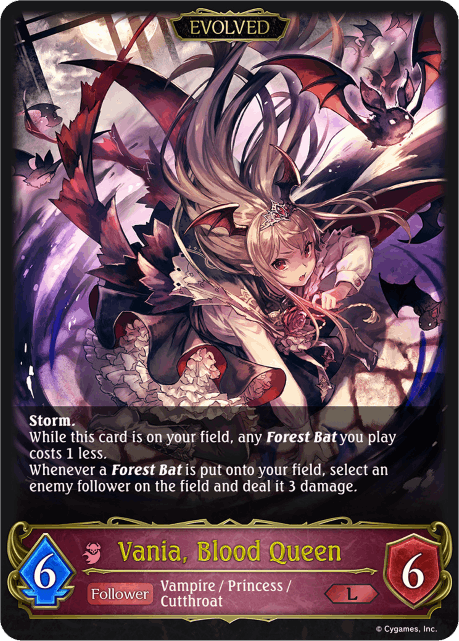 EVOLVED
Storm.
While this card is on your field, any Forest Bat you play
costs 1 less.
Whenever a Forest Bat is put onto your field, select an
enemy follower on the field and deal it 3 damage.
Vania, Blood Queen
6
Follower
Vampire / Princess /
Cutthroat
L
6
© Cygames, Inc.